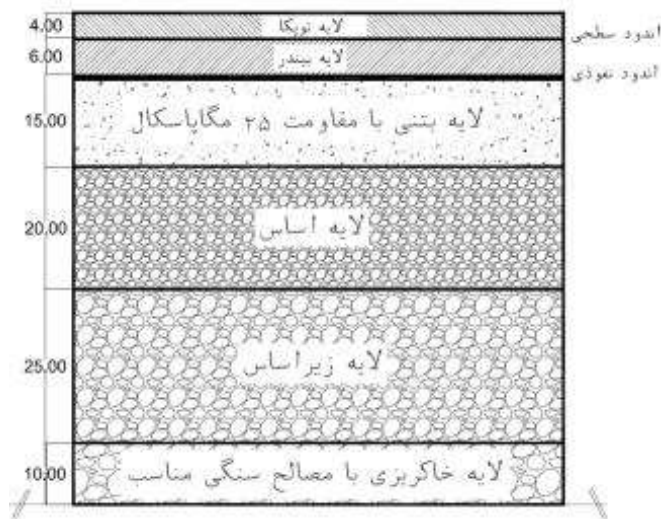 4.00
لایه توپکا
اندود سطحی
6.00
لایه بیندر
اندود نفوذی
15.00
لایه بتنی با مقاومت ۲۵ مگاپاسکال
20.00
لایه اساس
25.00
لایه زیراساس
10.00
لایه خاکریزی با مصالح سنگی مناسب